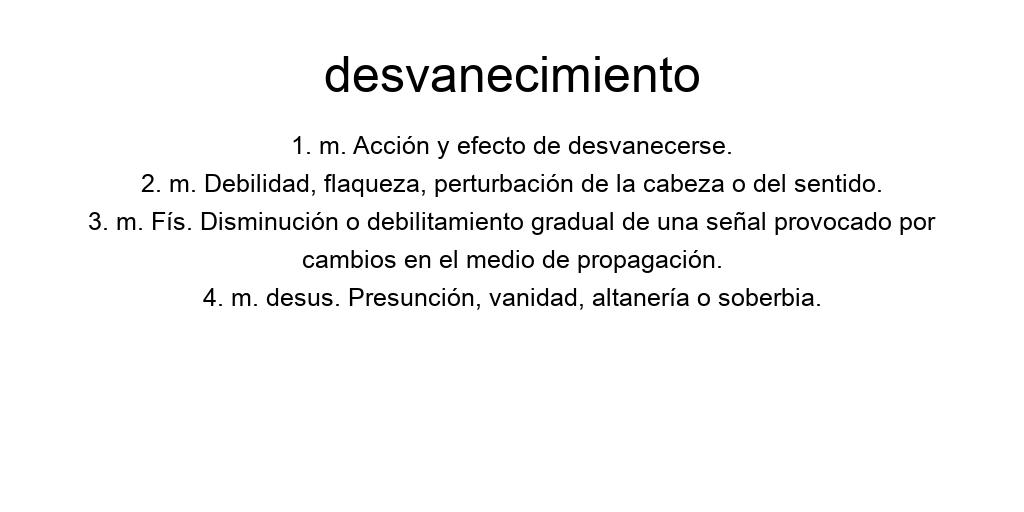 desvanecimiento
1. m. Acción y efecto de desvanecerse.
2. m. Debilidad, flaqueza, perturbación de la cabeza o del sentido.
3. m. Fís. Disminución o debilitamiento gradual de una señal provocado por
cambios en el medio de propagación.
4. m. desus. Presunción, vanidad, altanería o soberbia.